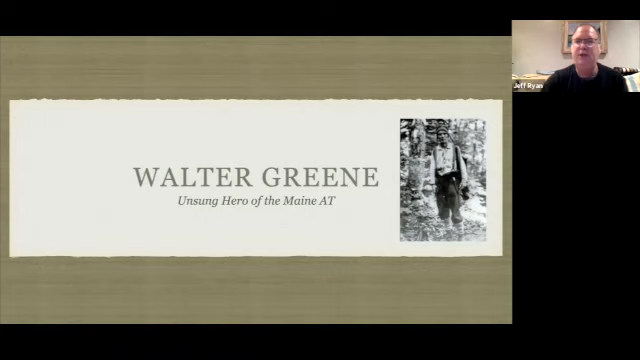 WALTER GREENE
Unsung Hero of the Maine AT
Jeff Ryan